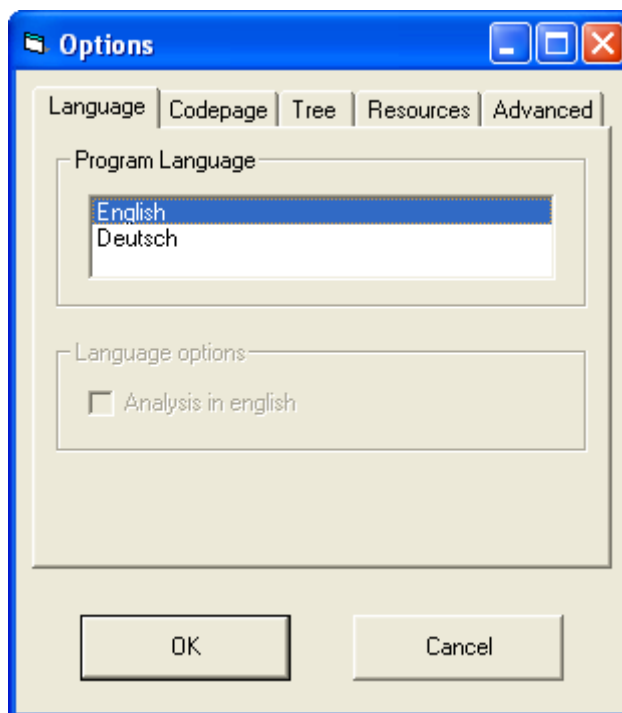 Options
Language Codepage Tree Resources Advanced
Program Language
English
Deutsch
Language options
Analysis in english
OK Cancel